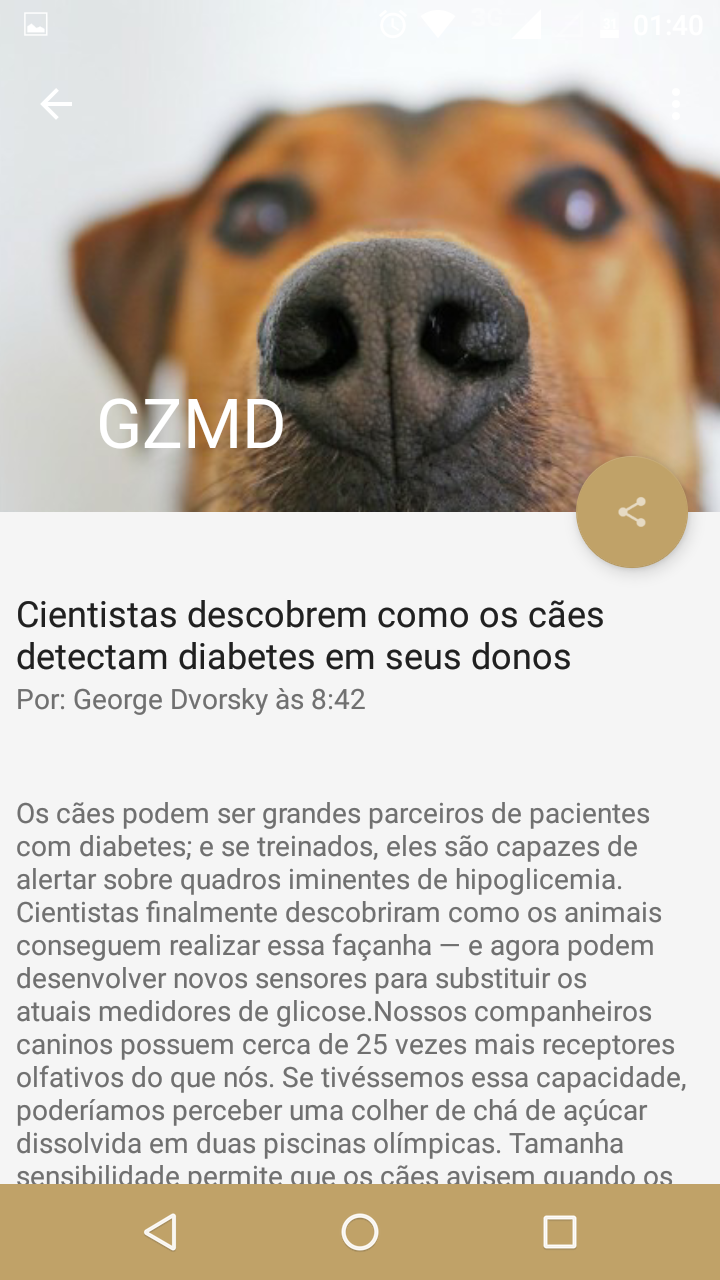 01:40
GZMD
Cientistas descobrem como os cães
detectam diabetes em seus donos
Por: George Dvorsky às 8:42
Os cães podem ser grandes parceiros de pacientes
com diabetes; e se treinados, eles são capazes de
alertar sobre quadros iminentes de hipoglicemia.
Cientistas finalmente descobriram como os animais
conseguem realizar essa façanha — e agora podem
desenvolver novos sensores para substituir os
atuais medidores de glicose.Nossos companheiros
caninos possuem cerca de 25 vezes mais receptores
olfativos do que nós. Se tivéssemos essa capacidade,
poderíamos perceber uma colher de chá de açúcar
dissolvida em duas piscinas olímpicas. Tamanha
sensibilidade permite que os cães avisem quando os